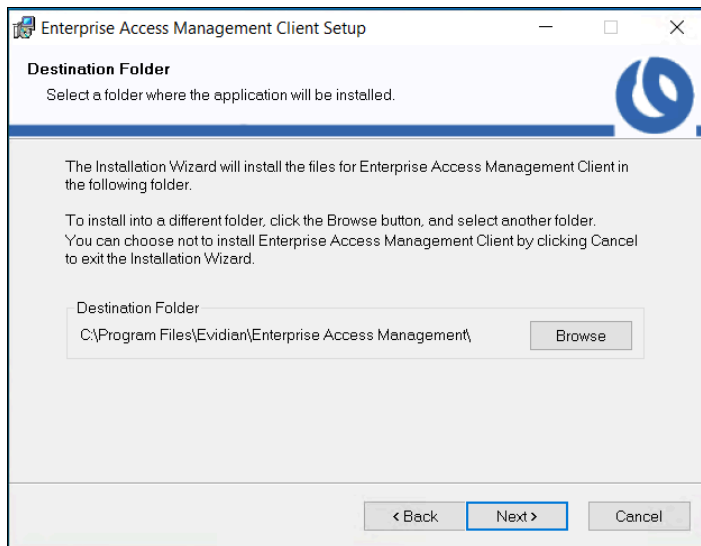 Enterprise Access Management Client Setup
Destination Folder
Select a folder where the application will be installed.
The Installation Wizard will install the files for Enterprise Access Management Client in
the following folder.
To install into a different folder, click the Browse button, and select another folder.
You can choose not to install Enterprise Access Management Client by clicking Cancel
to exit the Installation Wizard.
Destination Folder
C:\Program Files\Evidian\Enterprise Access Management\
Browse
< Back
Next >
Cancel